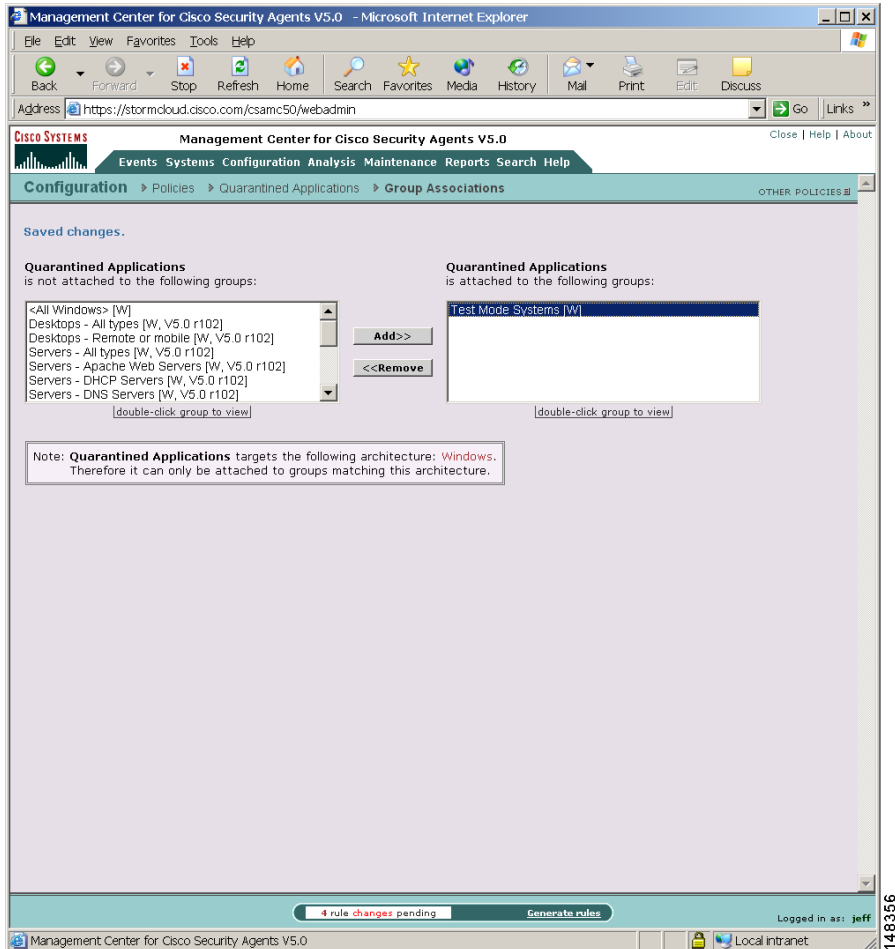 Management Center for Cisco Security Agents V5.0 - Microsoft Internet Explorer
File Edit View Favorites Tools Help
Back Forward Stop Refresh Home Search Favorites Media History Mail Print Edit Discuss
Address https://stormcloud.cisco.com/csamc50/webadmin Go Links »
CISCO SYSTEMS
Management Center for Cisco Security Agents V5.0
Close | Help | About
Events Systems Configuration Analysis Maintenance Reports Search Help
Configuration Policies Quarantined Applications Group Associations
OTHER POLICIES
Saved changes.
Quarantined Applications
is not attached to the following groups:
<All Windows> [W]
Desktops - All types [W, V5.0 r102]
Desktops - Remote or mobile [W, V5.0 r102]
Servers - All types [W, V5.0 r102]
Servers - Apache Web Servers [W, V5.0 r102]
Servers - DHCP Servers [W, V5.0 r102]
Servers - DNS Servers [W, V5.0 r102]
double-click group to view
Add>>
<<Remove
Quarantined Applications
is attached to the following groups:
Test Mode Systems [W]
double-click group to view
Note: Quarantined Applications targets the following architecture: Windows.
Therefore it can only be attached to groups matching this architecture.
4 rule changes pending
Generate rules
Logged in as: jeff
Management Center for Cisco Security Agents V5.0
Local intranet